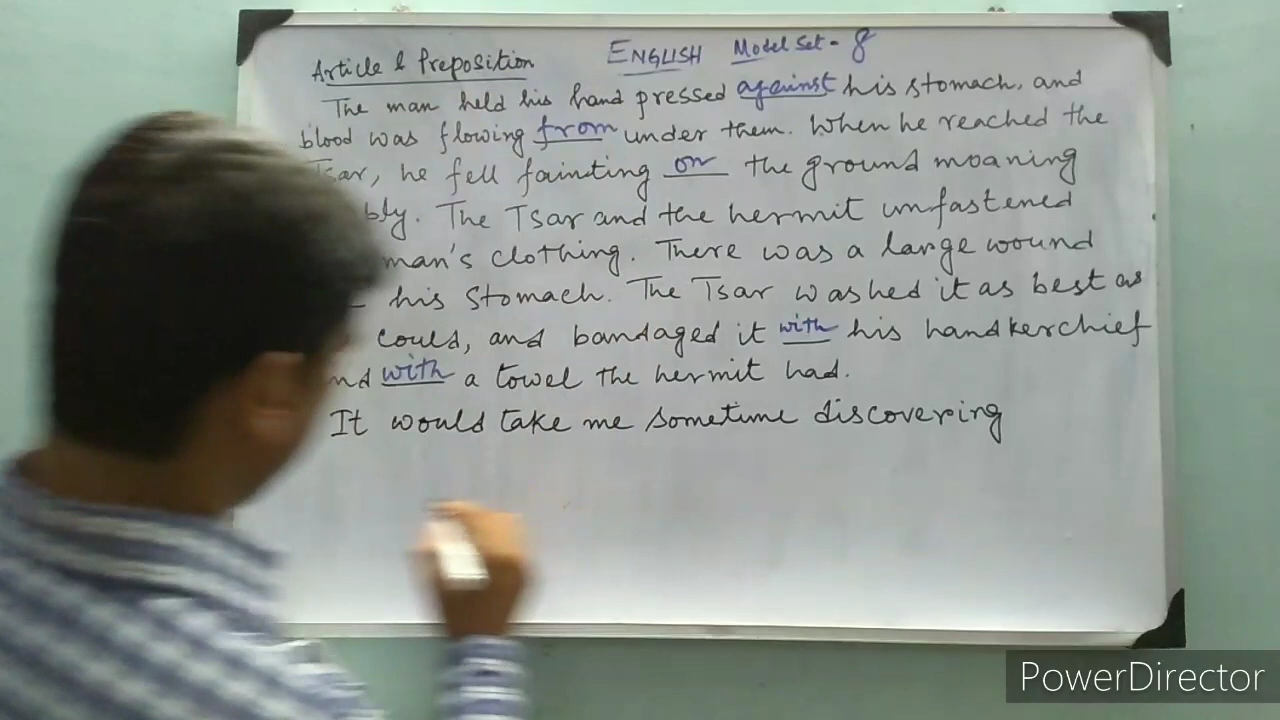 Article & Preposition
ENGLISH Model Set - 8
The man held his hand pressed against his stomach, and
blood was flowing from under them. When he reached the
Tsar, he fell fainting on the ground moaning
bly. The Tsar and the hermit unfastened
man's clothing. There was a large wound
his stomach. The Tsar washed it as best as
could, and bandaged it with his handkerchief
nd with a towel the hermit had.
It would take me sometime discovering
PowerDirector